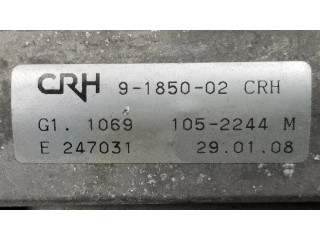 CRH 9-1850-02 CRH
G1. 1069 105-2244 M
E 247031 29.01.08